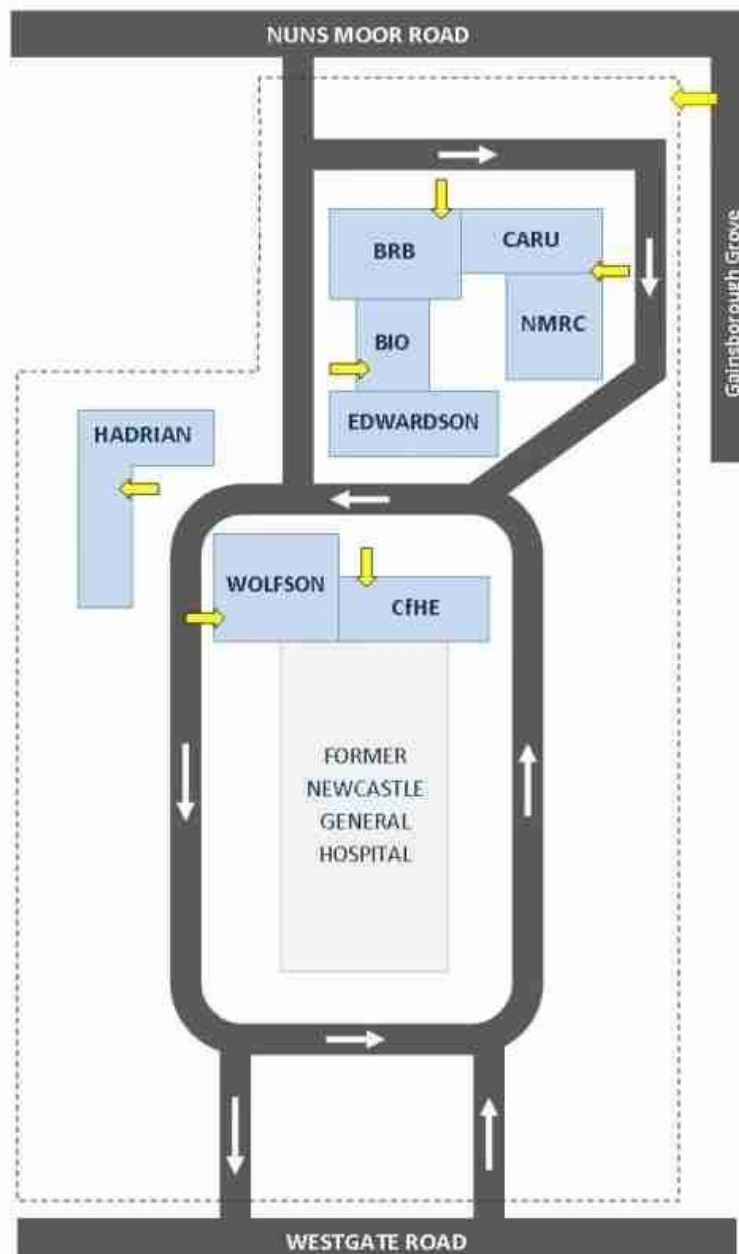 NUNS MOOR ROAD
Gainsborough Grove
BRB
CARU
BIO
NMRC
EDWARDSON
HADRIAN
WOLFSON
CfHE
FORMER
NEWCASTLE
GENERAL
HOSPITAL
WESTGATE ROAD